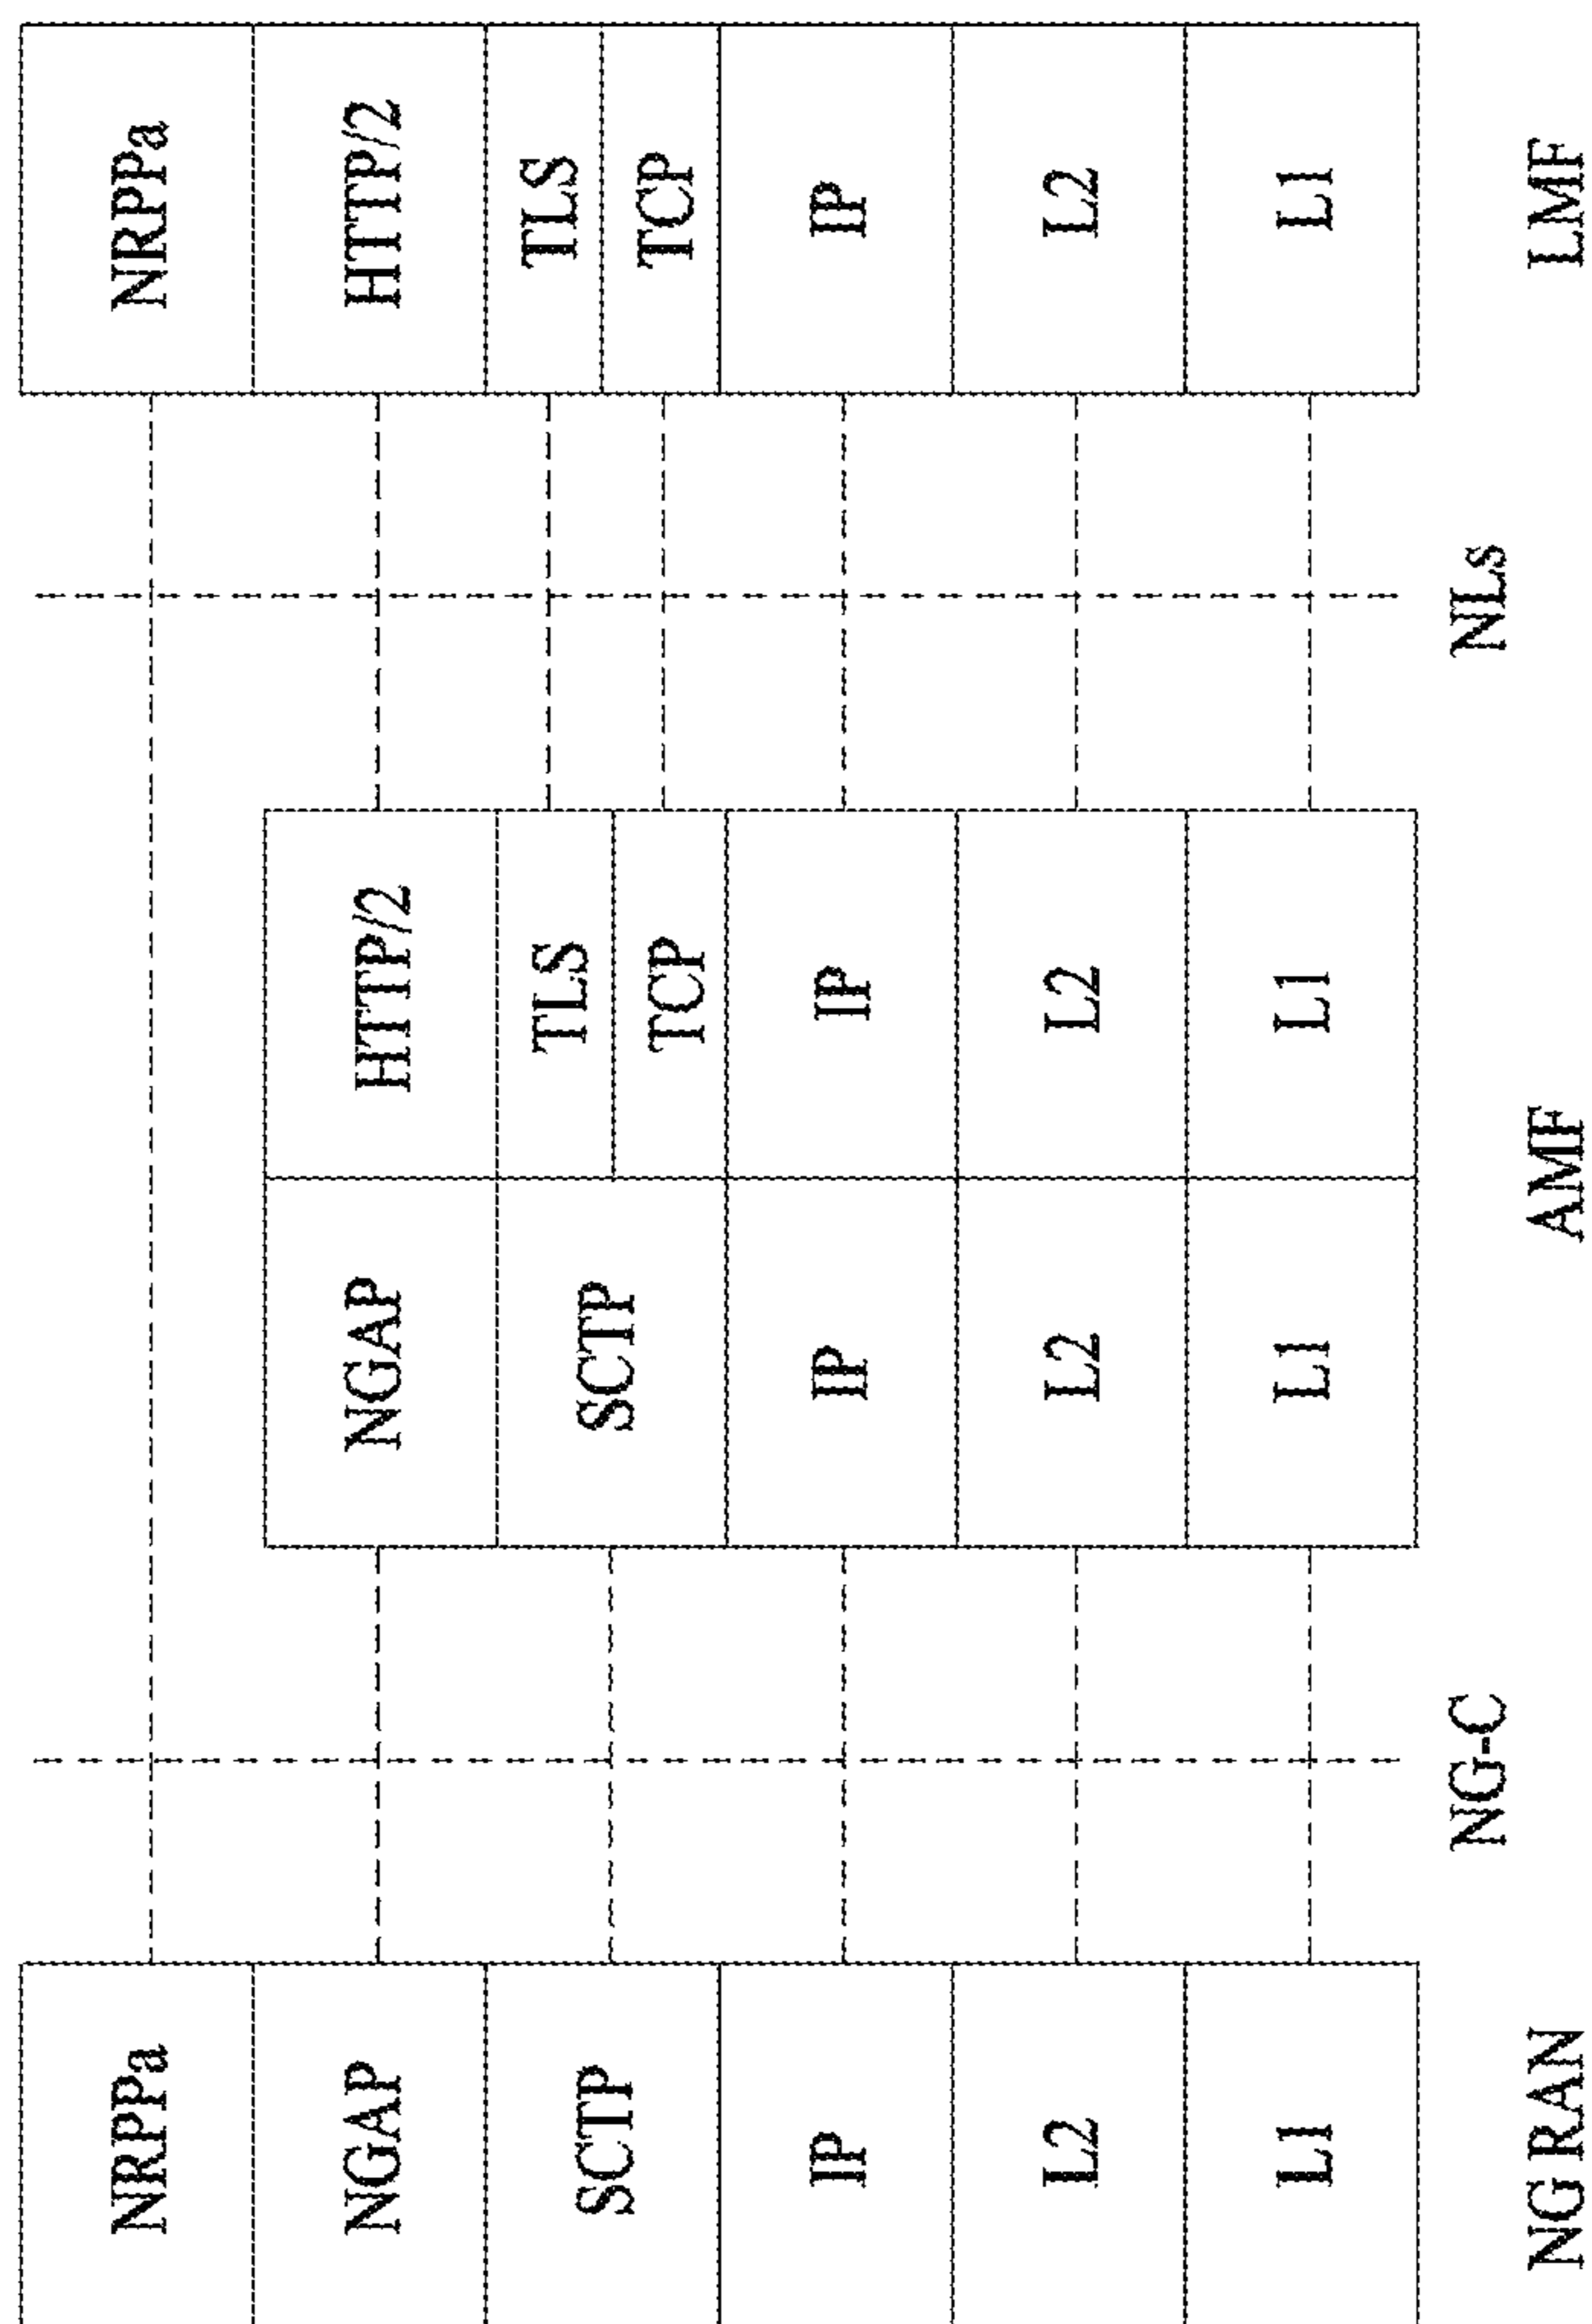 NRPPa
NGAP
SCTP
IP
L2
L1
NG RAN
NG-C
NGAP
SCTP
IP
L2
L1
HTTP/2
TLS
TCP
IP
L2
L1
AMF
NLs
NRPPa
HTTP/2
TLS
TCP
IP
L2
L1
LMF